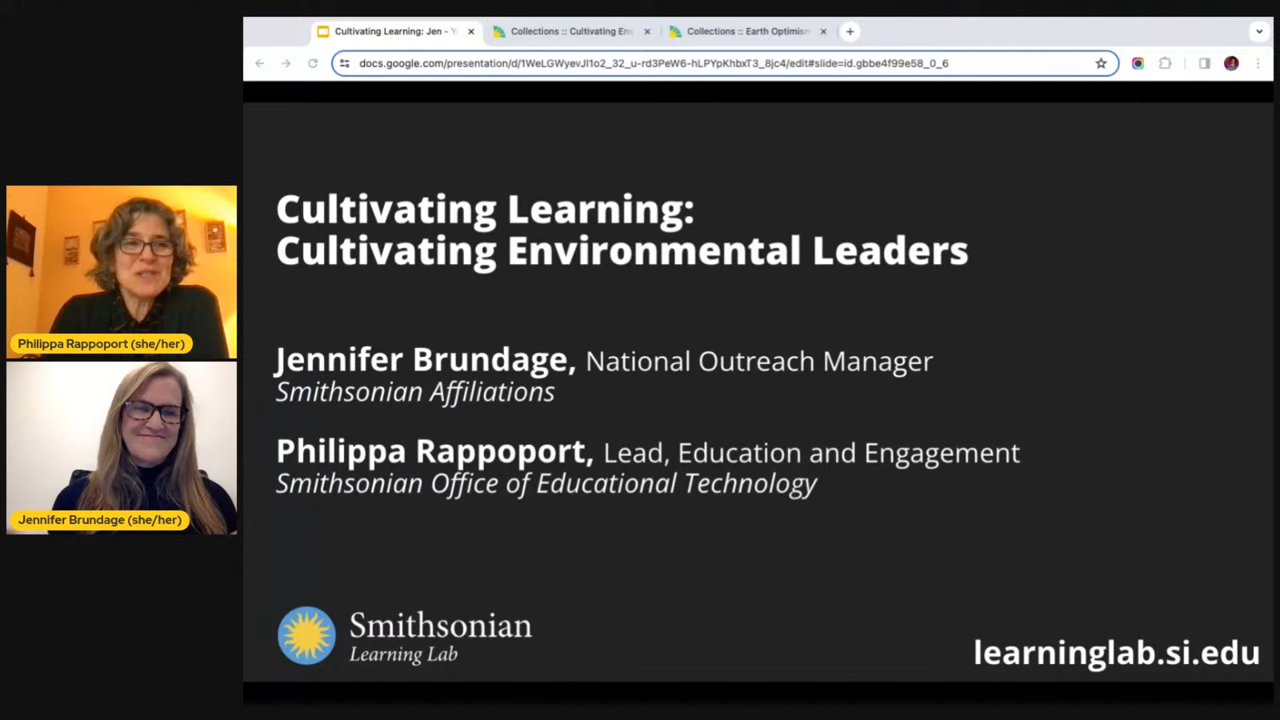 Cultivating Learning: Jen - Y
Collections :: Cultivating Env
Collections :: Earth Optimism
docs.google.com/presentation/d/1WeLGWyevJl1o2_32_u-rd3PeW6-hLPYpKhbxT3_8jc4/edit#slide=id.gbbe4f99e58_0_6
Cultivating Learning:
Cultivating Environmental Leaders
Jennifer Brundage, National Outreach Manager
Smithsonian Affiliations
Philippa Rappoport, Lead, Education and Engagement
Smithsonian Office of Educational Technology
Smithsonian
Learning Lab
learninglab.si.edu
Philippa Rappoport (she/her)
Jennifer Brundage (she/her)